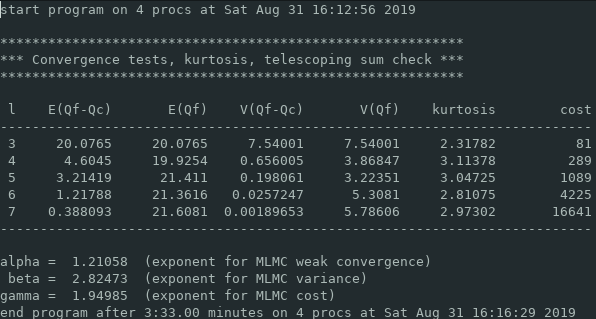 start program on 4 procs at Sat Aug 31 16:12:56 2019
**********************************************************
*** Convergence tests, kurtosis, telescoping sum check ***
**********************************************************
l E(Qf-Qc) E(Qf) V(Qf-Qc) V(Qf) kurtosis cost
--------------------------------------------------------------------------
3 20.0765 20.0765 7.54001 7.54001 2.31782 81
4 4.6045 19.9254 0.656005 3.86847 3.11378 289
5 3.21419 21.411 0.198061 3.22351 3.04725 1089
6 1.21788 21.3616 0.0257247 5.3081 2.81075 4225
7 0.388093 21.6081 0.00189653 5.78606 2.97302 16641
--------------------------------------------------------------------------
alpha = 1.21058 (exponent for MLMC weak convergence)
beta = 2.82473 (exponent for MLMC variance)
gamma = 1.94985 (exponent for MLMC cost)
end program after 3:33.00 minutes on 4 procs at Sat Aug 31 16:16:29 2019